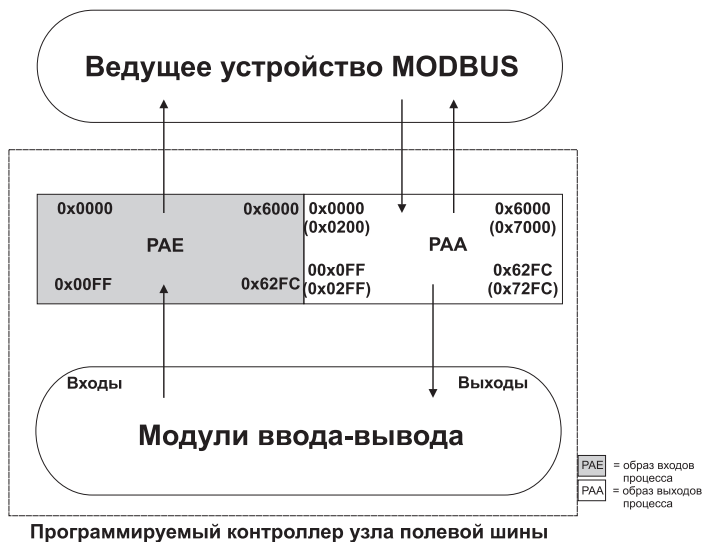 Ведущее устройство MODBUS
0x0000 0x6000 0x0000 0x6000
(0x0200) (0x7000)
PAE PAA
0x00FF 0x62FC 00x0FF 0x62FC
(0x02FF) (0x72FC)
Входы Выходы
Модули ввода-вывода
PAE = образ входов
процесса
PAA = образ выходов
процесса
Программируемый контроллер узла полевой шины